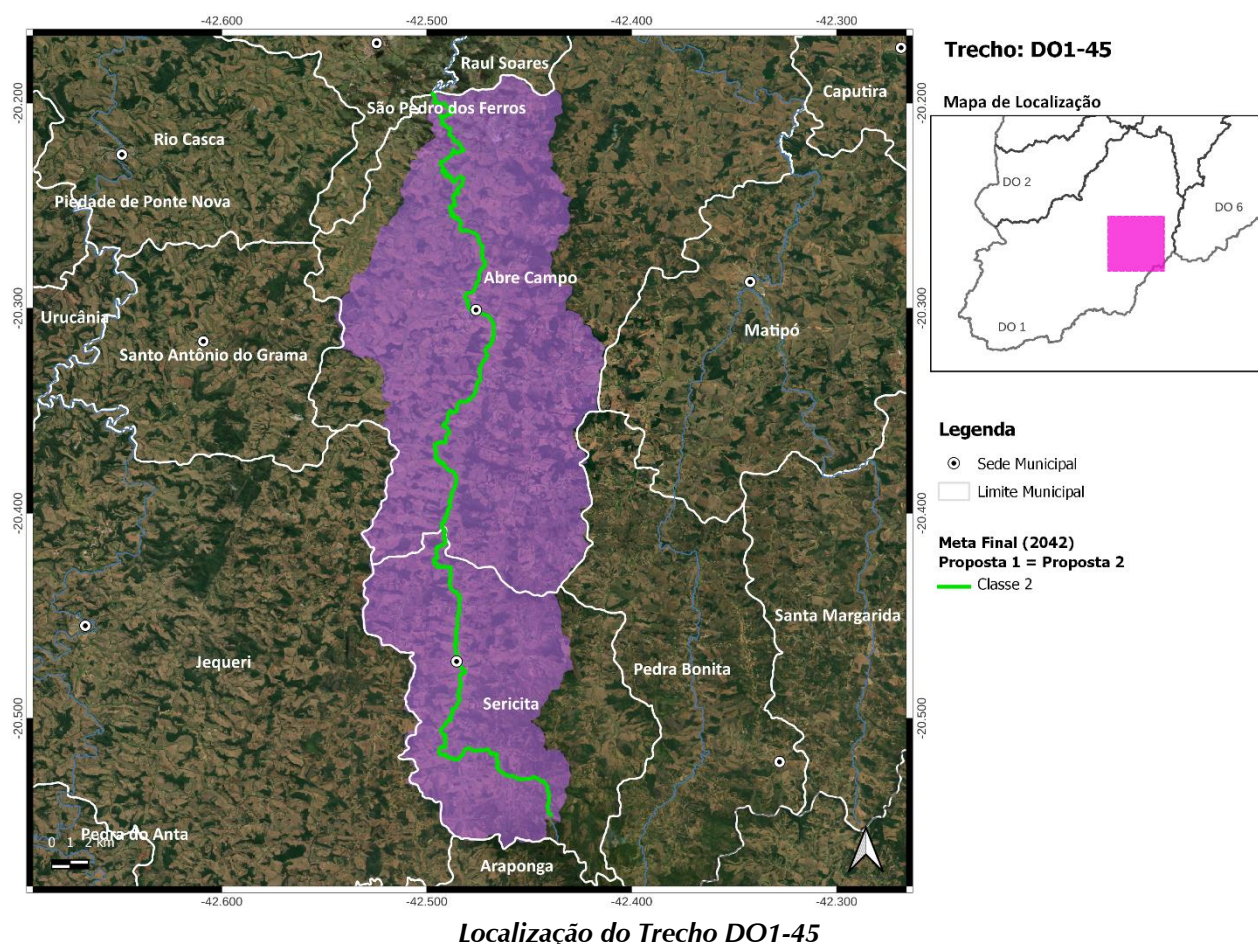 -42.600
-42.500
-42.400
-42.300
Raul Soares
São Pedro dos Ferros
Caputira
-20.200
-20.200
Rio Casca
Piedade de Ponte Nova
Abre Campo
-20.300
-20.300
Urucânia
Santo Antônio do Grama
Matipó
-20.400
-20.400
Santa Margarida
Jequeri
Pedra Bonita
Sericita
-20.500
-20.500
Pedra do Anta
0 1 2 km
Araponga
-42.600
-42.500
-42.400
-42.300
Trecho: DO1-45
Mapa de Localização
DO 2
DO 6
DO 1
Legenda
Sede Municipal
Limite Municipal
Meta Final (2042)
Proposta 1 = Proposta 2
Classe 2
Localização do Trecho DO1-45